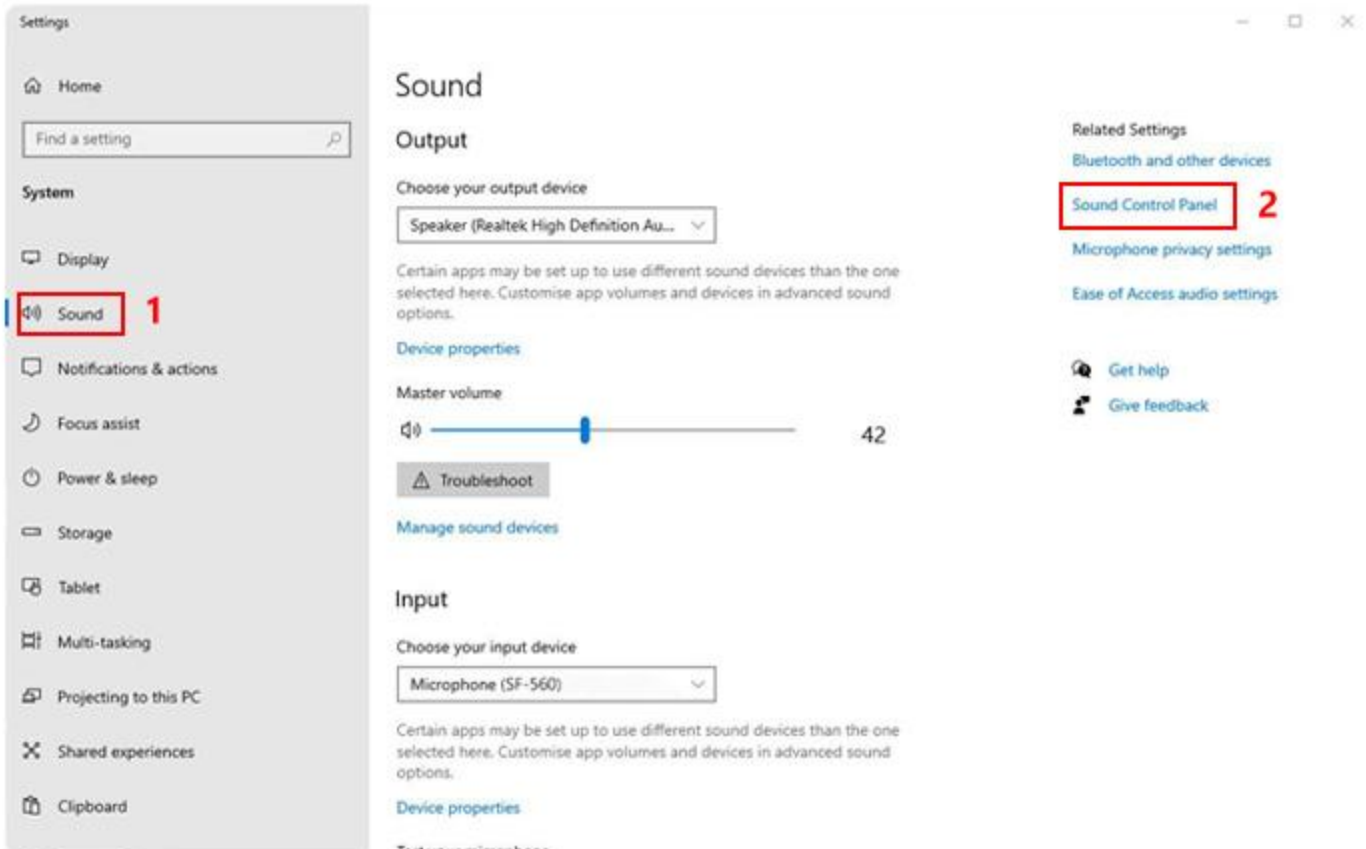 Settings
Home
Find a setting
System
Display
Sound
1
Notifications & actions
Focus assist
Power & sleep
Storage
Tablet
Multi-tasking
Projecting to this PC
Shared experiences
Clipboard
Sound
Output
Choose your output device
Speaker (Realtek High Definition Au...
Certain apps may be set up to use different sound devices than the one
selected here. Customise app volumes and devices in advanced sound
options.
Device properties
Master volume
42
Troubleshoot
Manage sound devices
Input
Choose your input device
Microphone (SF-560)
Certain apps may be set up to use different sound devices than the one
selected here. Customise app volumes and devices in advanced sound
options.
Device properties
Test your microphone
Related Settings
Bluetooth and other devices
Sound Control Panel
2
Microphone privacy settings
Ease of Access audio settings
Get help
Give feedback